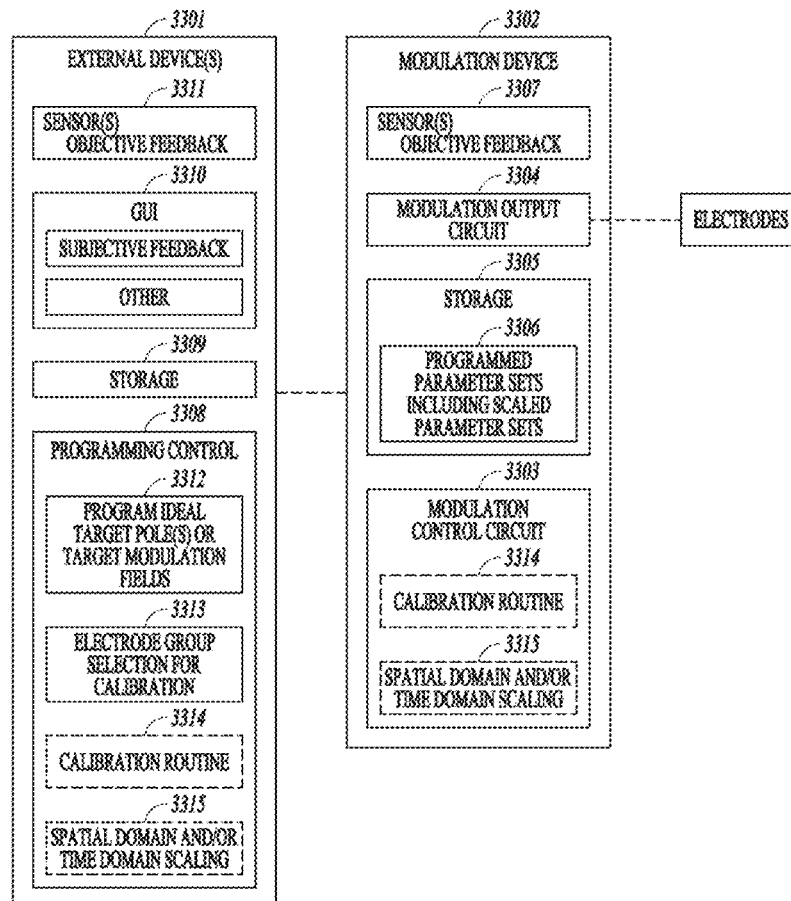 3301
EXTERNAL DEVICE(S)
3311
SENSOR(S)
OBJECTIVE FEEDBACK
3310
GUI
SUBJECTIVE FEEDBACK
OTHER
3309
STORAGE
3308
PROGRAMMING CONTROL
3312
PROGRAM IDEAL
TARGET POLE(S) OR
TARGET MODULATION
FIELDS
3313
ELECTRODE GROUP
SELECTION FOR
CALIBRATION
3314
CALIBRATION ROUTINE
3315
SPATIAL DOMAIN AND/OR
TIME DOMAIN SCALING
3302
MODULATION DEVICE
3307
SENSOR(S)
OBJECTIVE FEEDBACK
3304
MODULATION OUTPUT
CIRCUIT
3305
STORAGE
3306
PROGRAMMED
PARAMETER SETS
INCLUDING SCALED
PARAMETER SETS
3303
MODULATION
CONTROL CIRCUIT
3314
CALIBRATION ROUTINE
3315
SPATIAL DOMAIN AND/OR
TIME DOMAIN SCALING
ELECTRODES